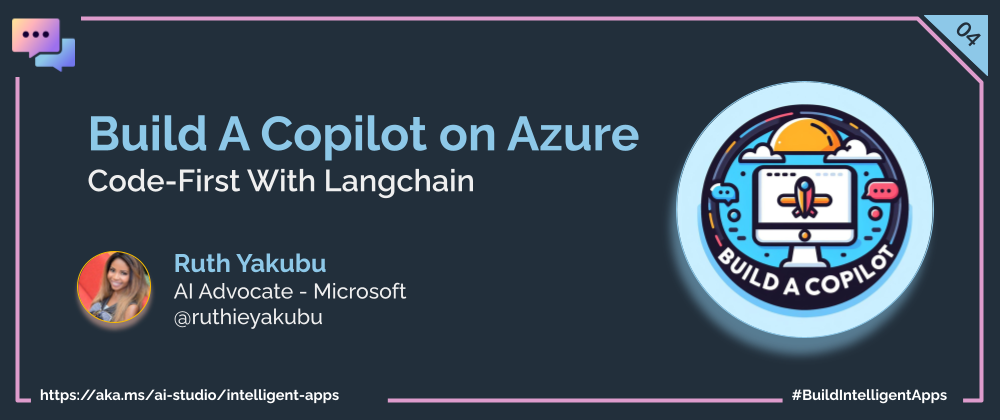 04
Build A Copilot on Azure
Code-First With Langchain
BUILD A COPILOT
Ruth Yakubu
AI Advocate - Microsoft
@ruthieyakubu
https://aka.ms/ai-studio/intelligent-apps
#BuildIntelligentApps